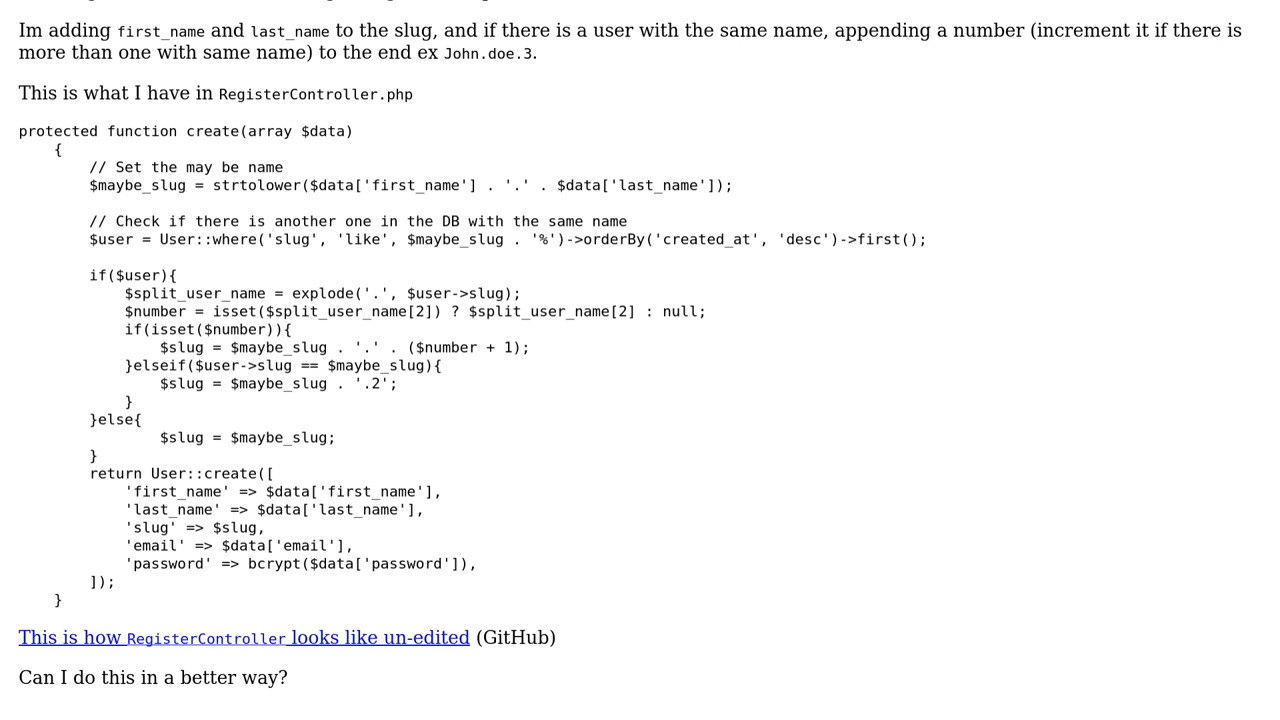 Im adding first_name and last_name to the slug, and if there is a user with the same name, appending a number (increment it if there is
more than one with same name) to the end ex John.doe.3.
This is what I have in RegisterController.php
protected function create(array $data)
    {
        // Set the may be name
        $maybe_slug = strtolower($data['first_name'] . '.' . $data['last_name']);

        // Check if there is another one in the DB with the same name
        $user = User::where('slug', 'like', $maybe_slug . '%')->orderBy('created_at', 'desc')->first();

        if($user){
            $split_user_name = explode('.', $user->slug);
            $number = isset($split_user_name[2]) ? $split_user_name[2] : null;
            if(isset($number)){
                $slug = $maybe_slug . '.' . ($number + 1);
            }elseif($user->slug == $maybe_slug){
                $slug = $maybe_slug . '.2';
            }
        }else{
                $slug = $maybe_slug;
        }
        return User::create([
            'first_name' => $data['first_name'],
            'last_name' => $data['last_name'],
            'slug' => $slug,
            'email' => $data['email'],
            'password' => bcrypt($data['password']),
        ]);
    }
This is how RegisterController looks like un-edited (GitHub)
Can I do this in a better way?